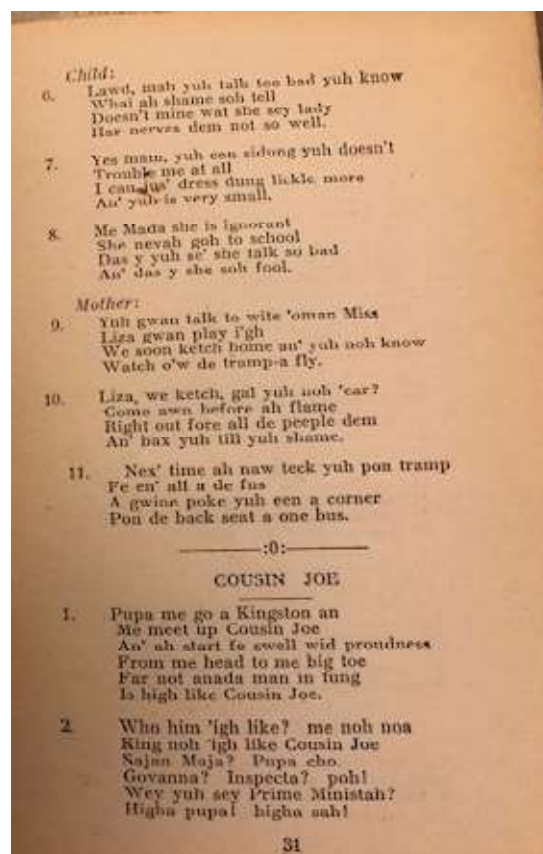 Child:
6. Lawd, mah yuh talk too bad yuh know
Whai ah shame soh tell
Doesn't mine wat she sey lady
Har nerves dem not so well.
7. Yes mam, yuh cen sidong yuh doesn't
Trouble me at all
I can jus' dress dung lickle more
An' yuh is very small.
8. Me Mada she is ignorant
She nevah goh to school
Das y yuh se' she talk so bad
An' das y she soh fool.
Mother:
9. Yuh gwan talk to wite 'oman Miss
Liza gwan play i'gh
We soon ketch home an' yuh noh know
Watch o'w de tramp-a fly.
10. Liza, we ketch, gal yuh noh 'ear?
Come awn before ah flame
Right out fore all de peeple dem
An' bax yuh till yuh shame.
11. Nex' time ah naw teck yuh pon tramp
Fe en' all a de fus
A gwine poke yuh een a corner
Pon de back seat a one bus.
:0:
COUSIN JOE
1. Pupa me go a Kingston an
Me meet up Cousin Joe
An' ah start fe swell wid proudness
From me head to me big toe
Far not anada man in tung
Is high like Cousin Joe.
2. Who him 'igh like? me noh noa
King noh 'igh like Cousin Joe
Sajan Maja? Pupa cho.
Govanna? Inspecta? poh!
Wey yuh sey Prime Ministah?
Higha pupa! higha sah!
31